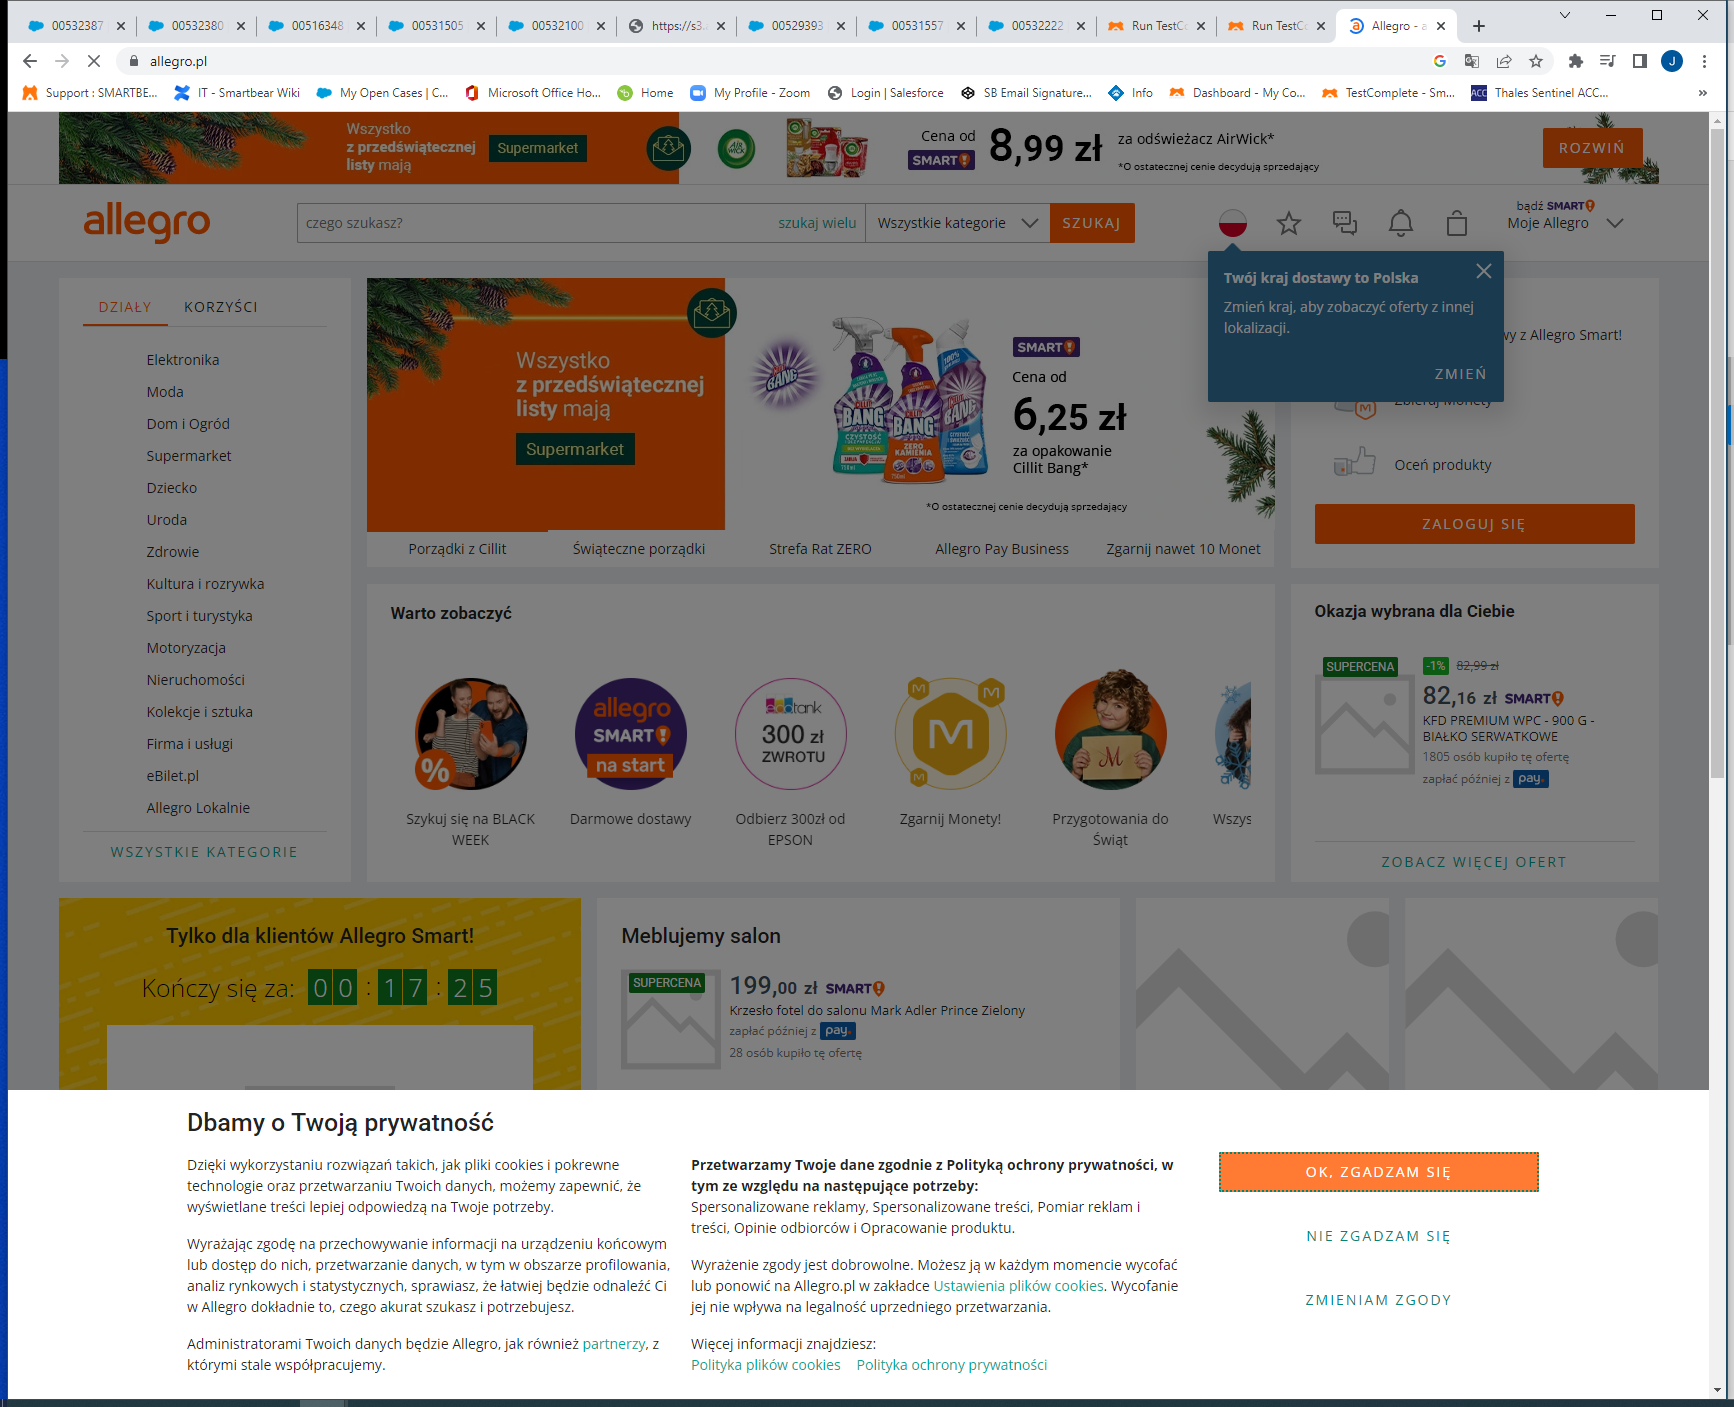 00532387
00532380
00516348
00531505
00532100
https://s3.
00529393
00531557
00532222
Run TestCo
Run TestCo
Allegro - a
allegro.pl
Support : SMARTBE...
IT - Smartbear Wiki
My Open Cases | C...
Microsoft Office Ho...
Home
My Profile - Zoom
Login | Salesforce
SB Email Signature...
Info
Dashboard - My Co...
TestComplete - Sm...
ACC Thales Sentinel ACC...
J
Wszystko
z przedświątecznej
listy mają
Supermarket
AIR WICK
Cena od
SMART!
8,99 zł
za odświeżacz AirWick*
*O ostatecznej cenie decydują sprzedający
ROZWIŃ
allegro
czego szukasz?
szukaj wielu
Wszystkie kategorie
SZUKAJ
bądź SMART!
Moje Allegro
Twój kraj dostawy to Polska
Zmień kraj, aby zobaczyć oferty z innej
lokalizacji.
ZMIEŃ
DZIAŁY
KORZYŚCI
Elektronika
Moda
Dom i Ogród
Supermarket
Dziecko
Uroda
Zdrowie
Kultura i rozrywka
Sport i turystyka
Motoryzacja
Nieruchomości
Kolekcje i sztuka
Firma i usługi
eBilet.pl
Allegro Lokalnie
WSZYSTKIE KATEGORIE
Wszystko
z przedświątecznej
listy mają
Supermarket
BANG
BANG
BANG
BANG
CZYSTOŚĆ
ZERO
KAMIENIA
SMART!
Cena od
6,25 zł
za opakowanie
Cillit Bang*
*O ostatecznej cenie decydują sprzedający
Porządki z Cillit
Świąteczne porządki
Strefa Rat ZERO
Allegro Pay Business
Zgarnij nawet 10 Monet
wy z Allegro Smart!
Zbieraj Monety
Oceń produkty
ZALOGUJ SIĘ
Warto zobaczyć
%
allegro
SMART!
na start
tank
300 zł
ZWROTU
M
M
M
M
M
Szykuj się na BLACK
WEEK
Darmowe dostawy
Odbierz 300zł od
EPSON
Zgarnij Monety!
Przygotowania do
Świąt
Wszys
Okazja wybrana dla Ciebie
SUPERCENA
-1% 82,99 zł
82,16 zł SMART!
KFD PREMIUM WPC - 900 G -
BIAŁKO SERWATKOWE
1805 osób kupiło tę ofertę
zapłać później z pay.
ZOBACZ WIĘCEJ OFERT
Tylko dla klientów Allegro Smart!
Kończy się za: 00 : 17 : 25
Meblujemy salon
SUPERCENA
199,00 zł SMART!
Krzesło fotel do salonu Mark Adler Prince Zielony
zapłać później z pay.
28 osób kupiło tę ofertę
Dbamy o Twoją prywatność
Dzięki wykorzystaniu rozwiązań takich, jak pliki cookies i pokrewne
technologie oraz przetwarzaniu Twoich danych, możemy zapewnić, że
wyświetlane treści lepiej odpowiedzą na Twoje potrzeby.
Wyrażając zgodę na przechowywanie informacji na urządzeniu końcowym
lub dostęp do nich, przetwarzanie danych, w tym w obszarze profilowania,
analiz rynkowych i statystycznych, sprawiasz, że łatwiej będzie odnaleźć Ci
w Allegro dokładnie to, czego akurat szukasz i potrzebujesz.
Administratorami Twoich danych będzie Allegro, jak również partnerzy, z
którymi stale współpracujemy.
Przetwarzamy Twoje dane zgodnie z Polityką ochrony prywatności, w
tym ze względu na następujące potrzeby:
Spersonalizowane reklamy, Spersonalizowane treści, Pomiar reklam i
treści, Opinie odbiorców i Opracowanie produktu.
Wyrażenie zgody jest dobrowolne. Możesz ją w każdym momencie wycofać
lub ponowić na Allegro.pl w zakładce Ustawienia plików cookies. Wycofanie
jej nie wpływa na legalność uprzedniego przetwarzania.
Więcej informacji znajdziesz:
Polityka plików cookies Polityka ochrony prywatności
OK, ZGADZAM SIĘ
NIE ZGADZAM SIĘ
ZMIENIAM ZGODY